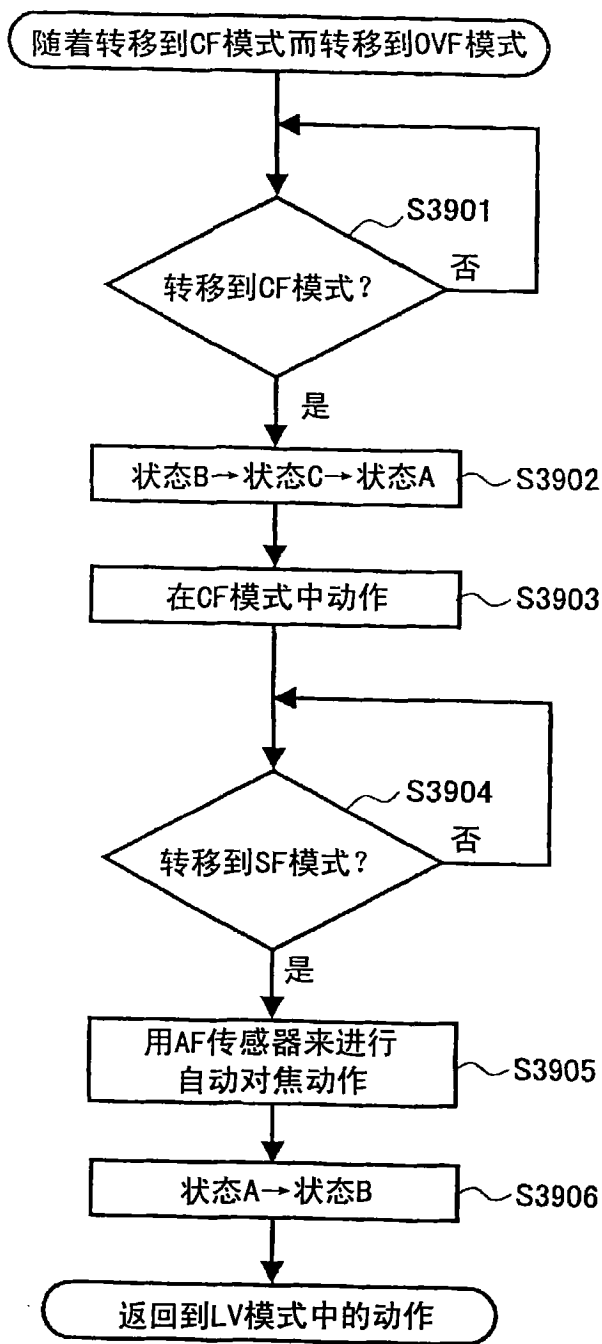 随着转移到CF模式而转移到OVF模式
S3901
转移到CF模式？
否
是
状态B→状态C→状态A
S3902
在CF模式中动作
S3903
S3904
转移到SF模式？
否
是
用AF传感器来进行
自动对焦动作
S3905
状态A→状态B
S3906
返回到LV模式中的动作